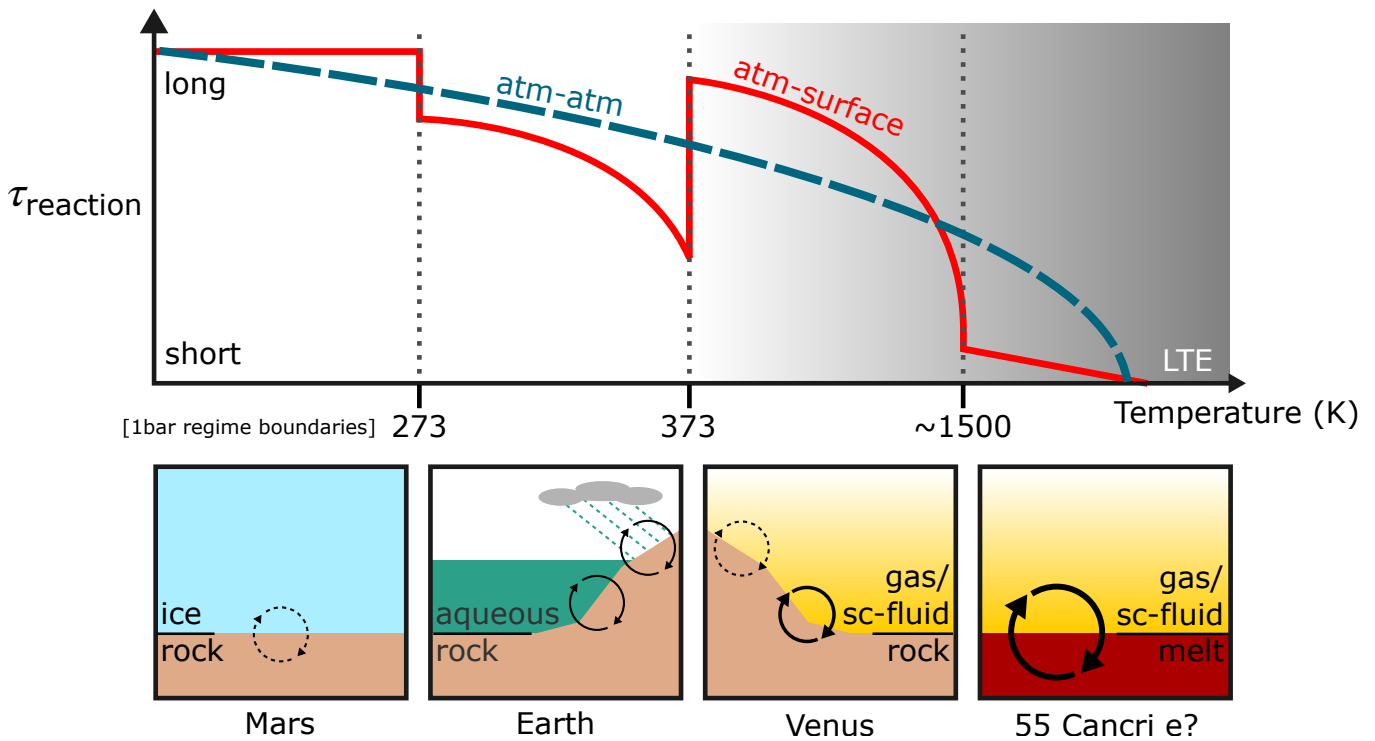 long
atm-atm
atm-surface
τreaction
short
LTE
[1bar regime boundaries]
273
373
~1500
Temperature (K)
ice
rock
aqueous
rock
gas/
sc-fluid
rock
gas/
sc-fluid
melt
Mars
Earth
Venus
55 Cancri e?